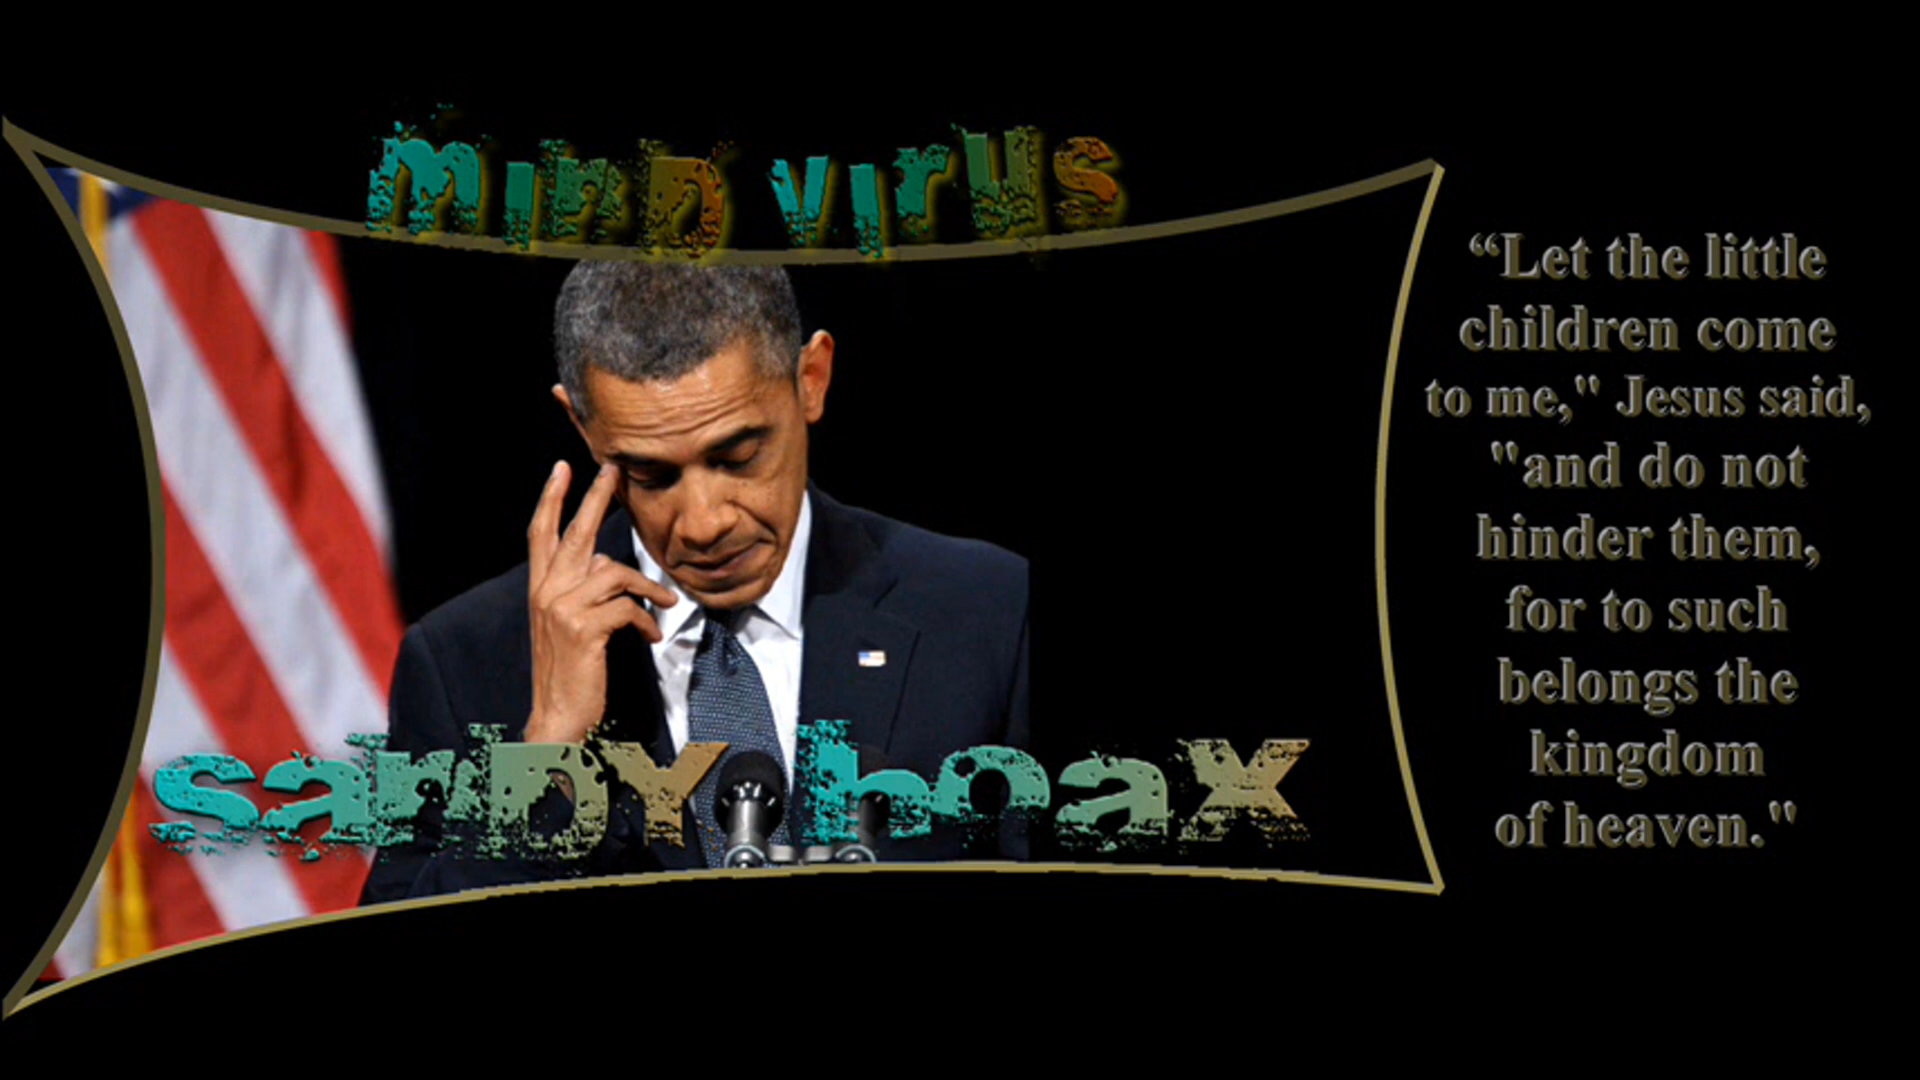 mind virus
sandy hoax
“Let the little
children come
to me," Jesus said,
"and do not
hinder them,
for to such
belongs the
kingdom
of heaven."